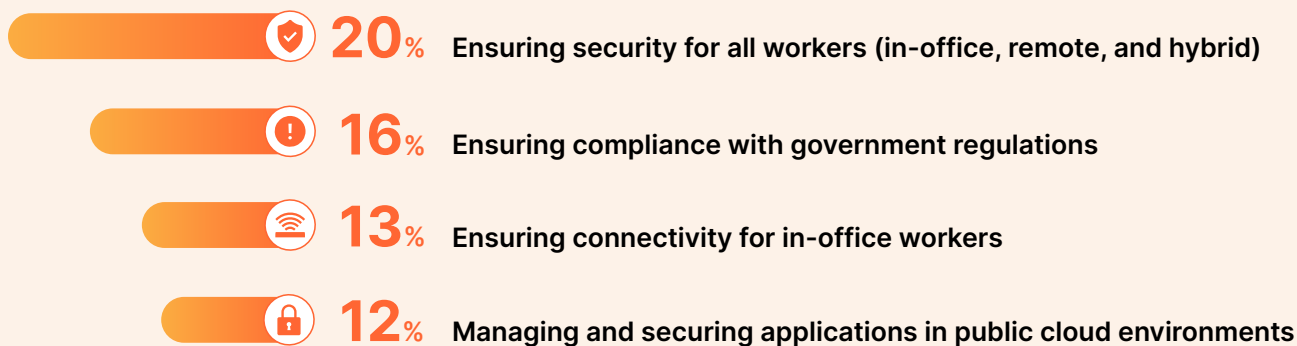 20% Ensuring security for all workers (in-office, remote, and hybrid)
16% Ensuring compliance with government regulations
13% Ensuring connectivity for in-office workers
12% Managing and securing applications in public cloud environments